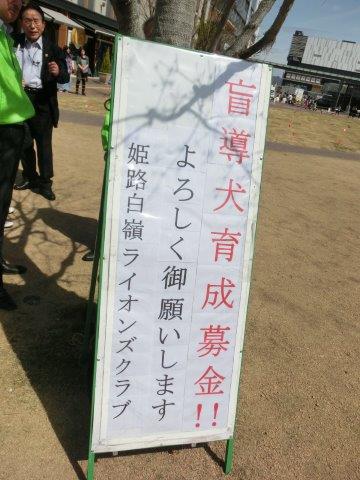 盲導犬育成募金!!
よろしく御願いします
姫路白嶺ライオンズクラブ